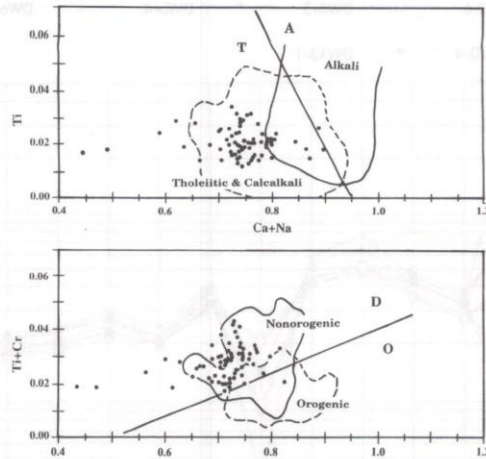 0.06
A
T
Alkali
0.04
Ti
0.02
Tholeiitic & Calcalkali
0.00
0.4 0.6 0.8 1.0 1.2
Ca+Na
0.06
D
Nonorogenic
0.04
O
Ti+Cr
0.02
Orogenic
0.00
0.4 0.6 0.8 1.0